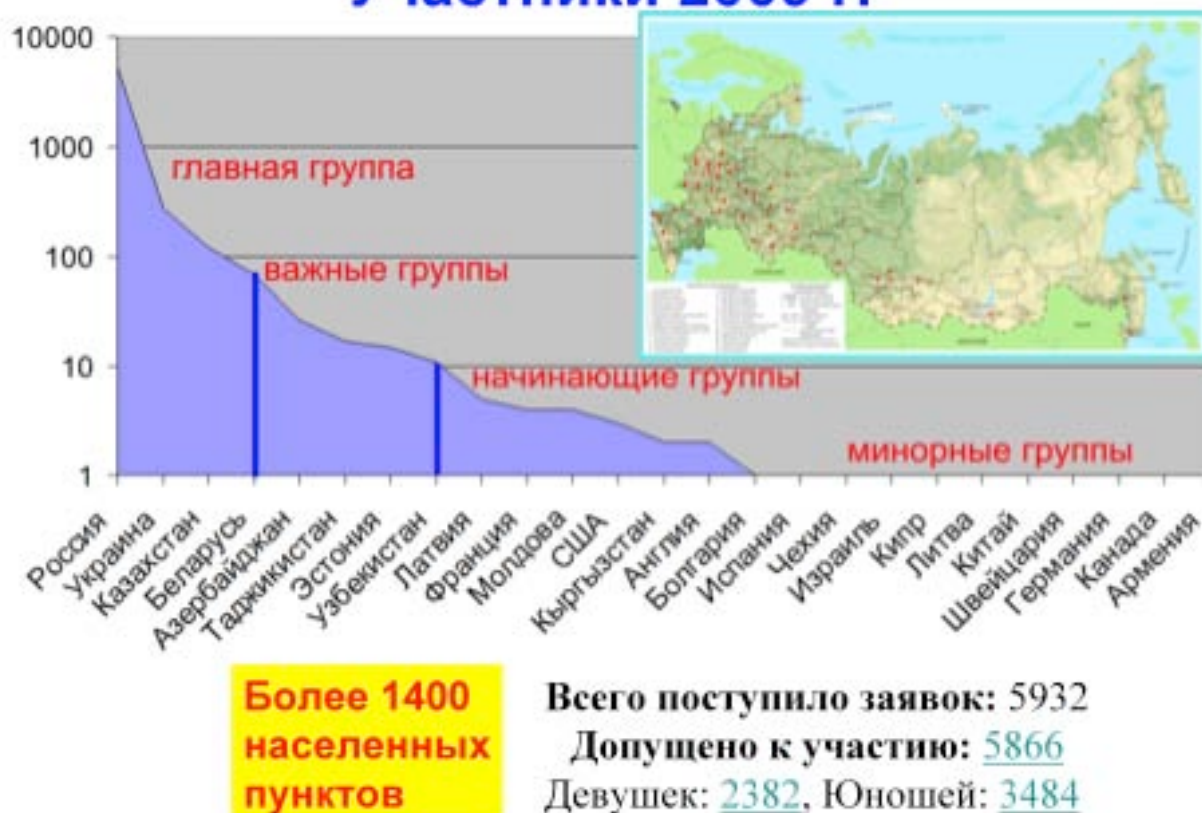 10000
1000
100
10
1
главная группа
важные группы
начинающие группы
минорные группы
Россия
Украина
Казахстан
Беларусь
Азербайджан
Таджикистан
Эстония
Узбекистан
Латвия
Франция
Молдова
США
Кыргызстан
Англия
Болгария
Испания
Чехия
Израиль
Кипр
Литва
Китай
Швейцария
Германия
Канада
Армения
Более 1400
населенных
пунктов
Всего поступило заявок: 5932
Допущено к участию: 5866
Девушек: 2382, Юношей: 3484